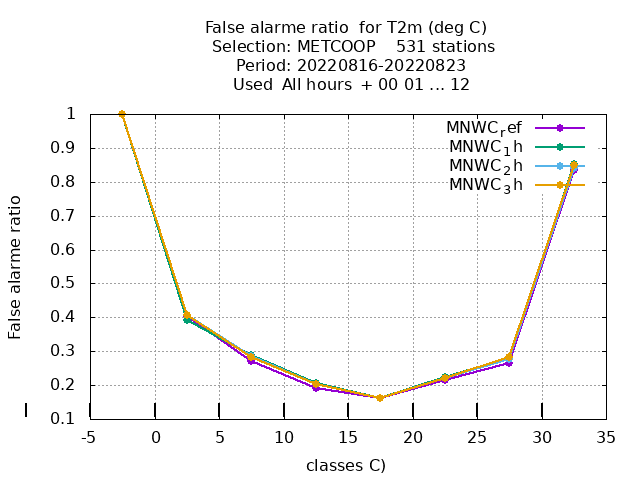 False alarme ratio  for T2m (deg C)
Selection: METCOOP    531 stations
Period: 20220816-20220823
Used  All hours  + 00 01 ... 12
MNWC_ref
MNWC_1h
MNWC_2h
MNWC_3h
False alarme ratio
1
0.9
0.8
0.7
0.6
0.5
0.4
0.3
0.2
0.1
-5 0 5 10 15 20 25 30 35
classes C)